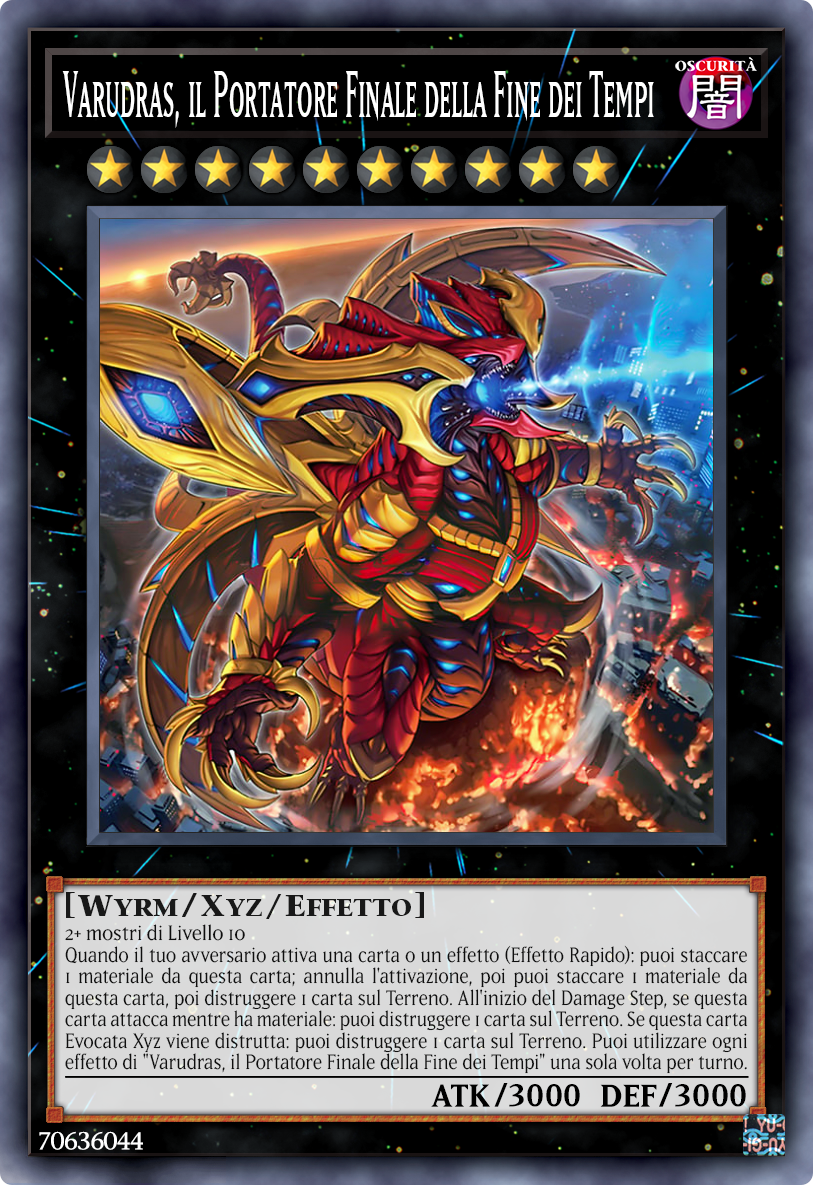 Varudras, il Portatore Finale della Fine dei Tempi
OSCURITÀ
闇
[Wyrm/Xyz/Effetto]
2+ mostri di Livello 10
Quando il tuo avversario attiva una carta o un effetto (Effetto Rapido): puoi staccare
1 materiale da questa carta; annulla l'attivazione, poi puoi staccare 1 materiale da
questa carta, poi distruggere 1 carta sul Terreno. All'inizio del Damage Step, se questa
carta attacca mentre ha materiale: puoi distruggere 1 carta sul Terreno. Se questa carta
Evocata Xyz viene distrutta: puoi distruggere 1 carta sul Terreno. Puoi utilizzare ogni
effetto di "Varudras, il Portatore Finale della Fine dei Tempi" una sola volta per turno.
ATK/3000 DEF/3000
70636044